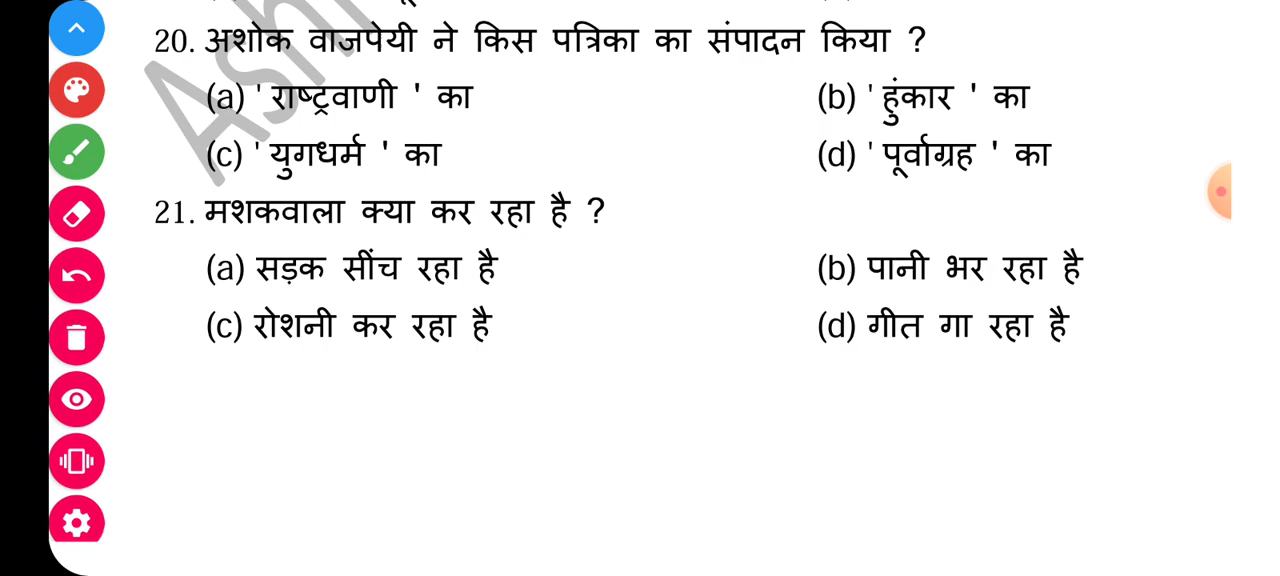 20. अशोक वाजपेयी ने किस पत्रिका का संपादन किया ?
(a) ' राष्ट्रवाणी ' का (b) ' हुंकार ' का
(c) ' युगधर्म ' का (d) ' पूर्वाग्रह ' का
21. मशकवाला क्या कर रहा है ?
(a) सड़क सींच रहा है (b) पानी भर रहा है
(c) रोशनी कर रहा है (d) गीत गा रहा है